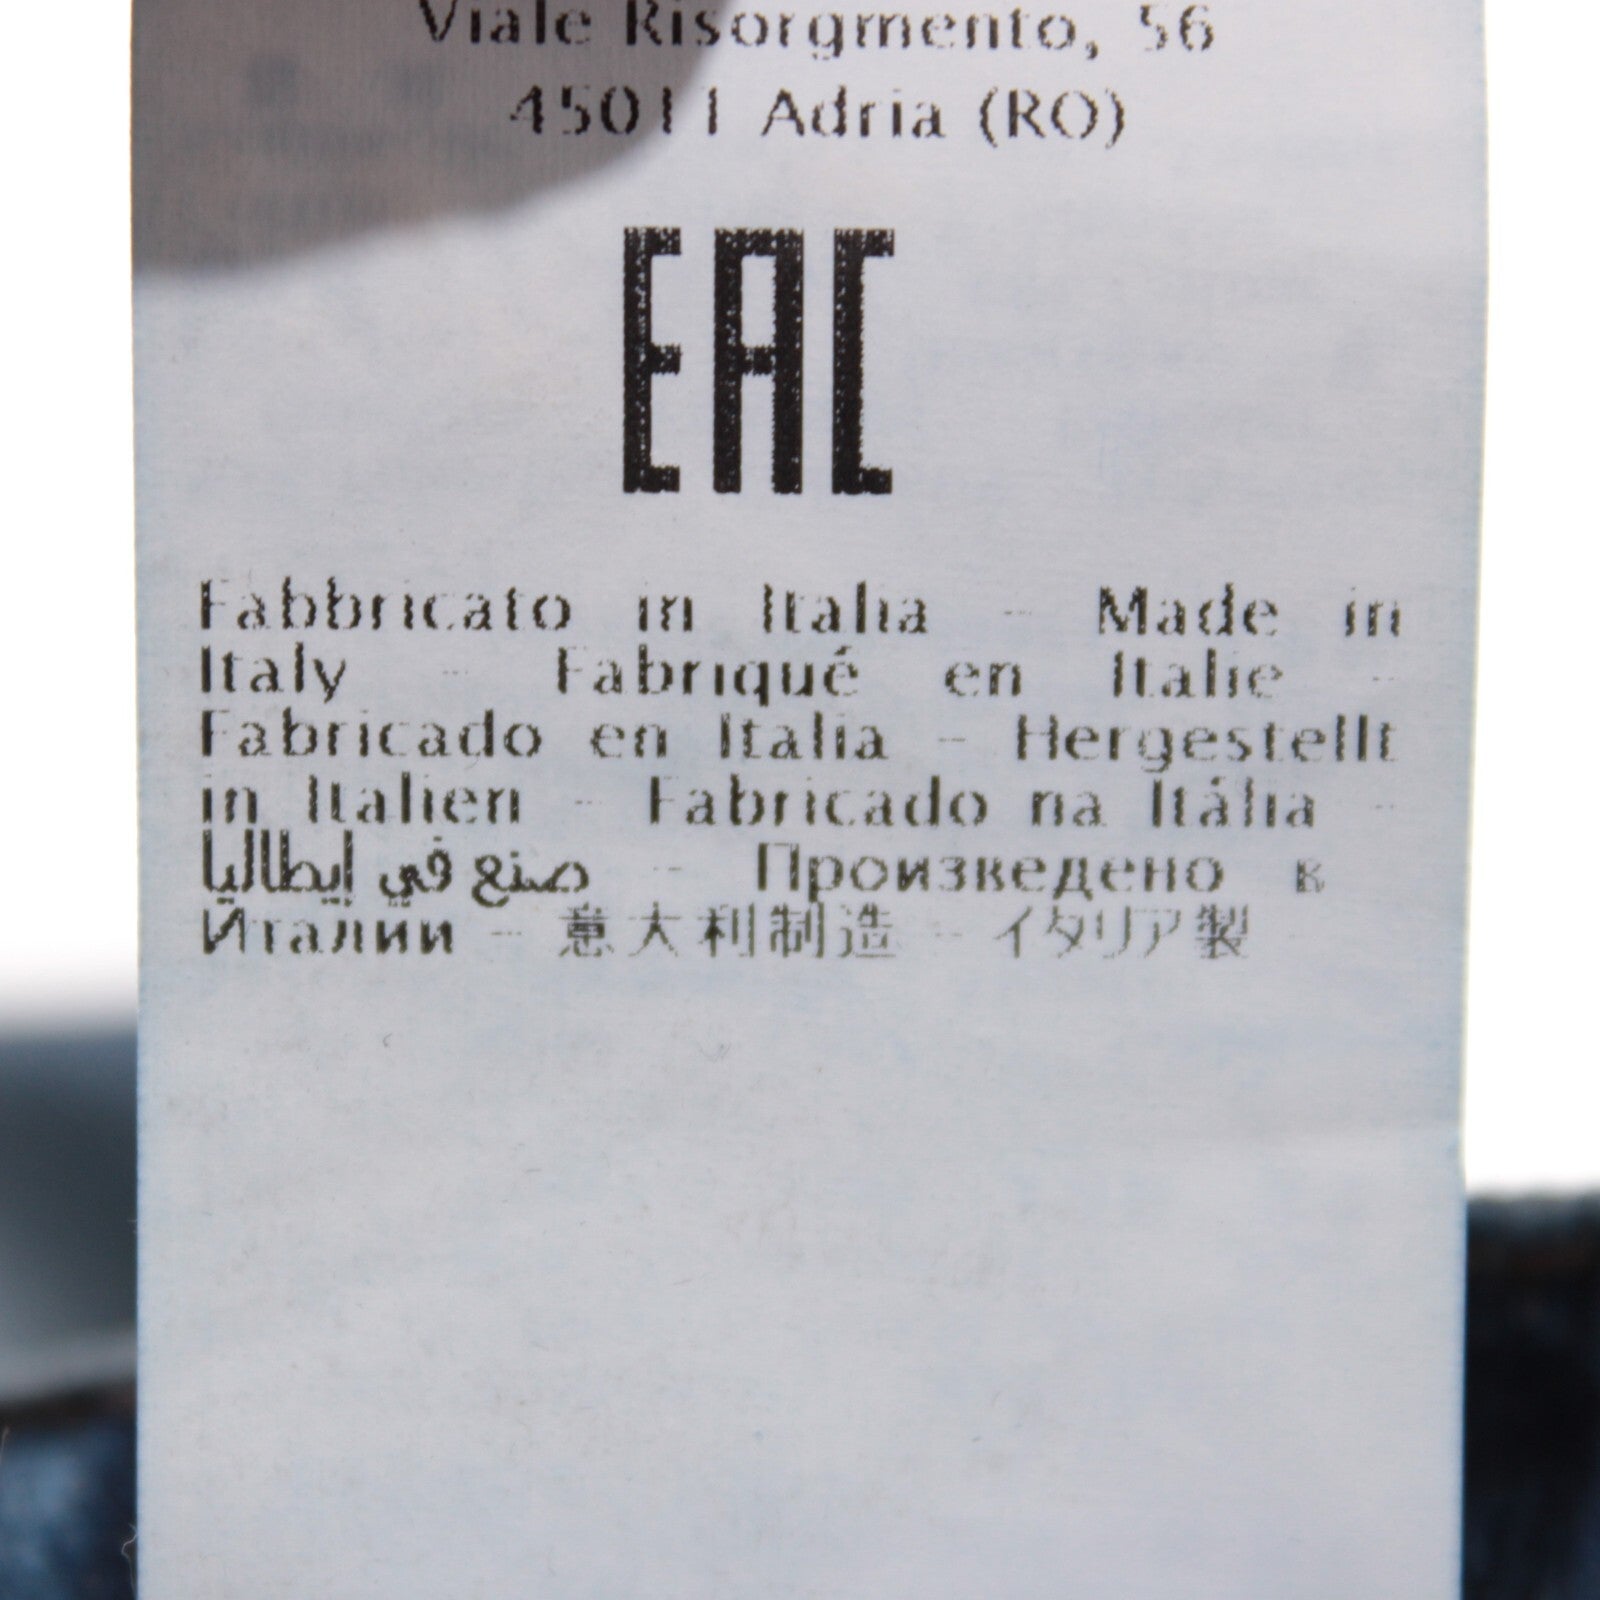 Viale Risorgmento, 56
45011 Adria (RO)
EAC
Fabbricato in Italia - Made in
Italy - Fabriqué en Italie -
Fabricado en Italia - Hergestellt
in Italien - Fabricado na Itália -
صنع في إيطاليا - Произведено в
Италии - 意大利制造 - イタリア製